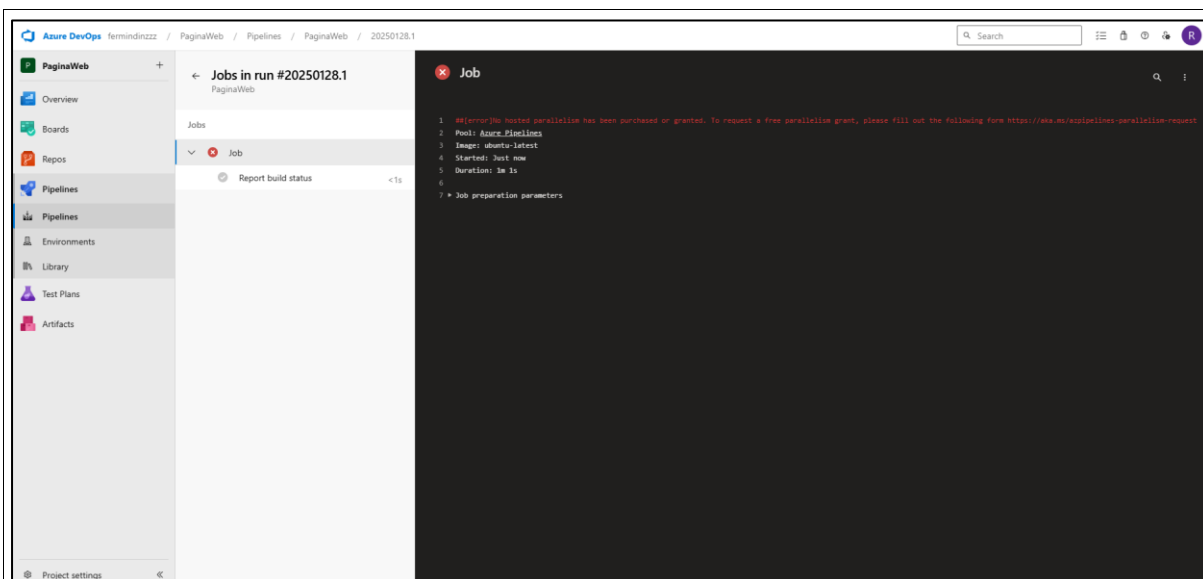 Azure DevOps fermindinzzz / PaginaWeb / Pipelines / PaginaWeb / 20250128.1
Search
R
P PaginaWeb +
Overview
Boards
Repos
Pipelines
Pipelines
Environments
Library
Test Plans
Artifacts
Project settings
Jobs in run #20250128.1
PaginaWeb
Jobs
Job
Report build status <1s
Job
1 ##[error]No hosted parallelism has been purchased or granted. To request a free parallelism grant, please fill out the following form https://aka.ms/azpipelines-parallelism-request
2 Pool: Azure Pipelines
3 Image: ubuntu-latest
4 Started: Just now
5 Duration: 1m 1s
6
7 Job preparation parameters